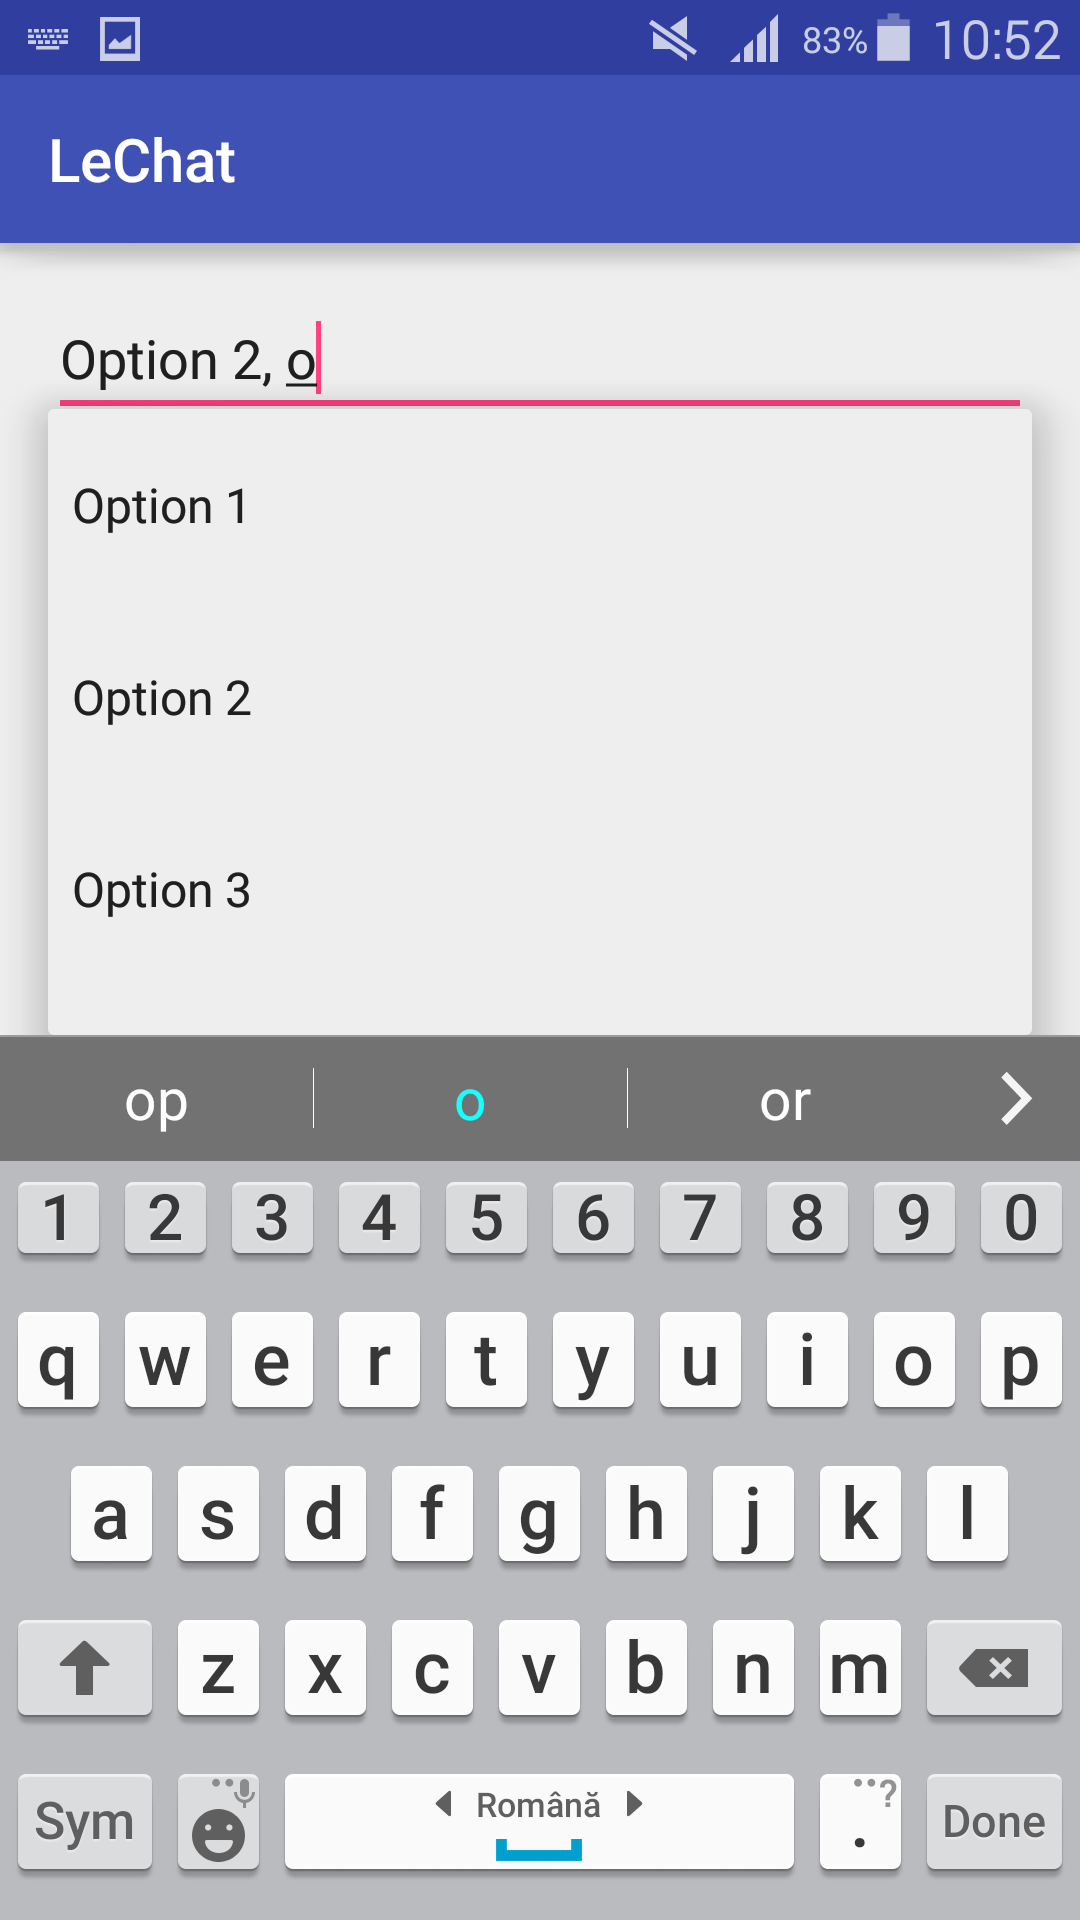 83% 10:52
LeChat
Option 2, o
Option 1
Option 2
Option 3
op o or
1 2 3 4 5 6 7 8 9 0
q w e r t y u i o p
a s d f g h j k l
z x c v b n m
Sym Română . ? Done